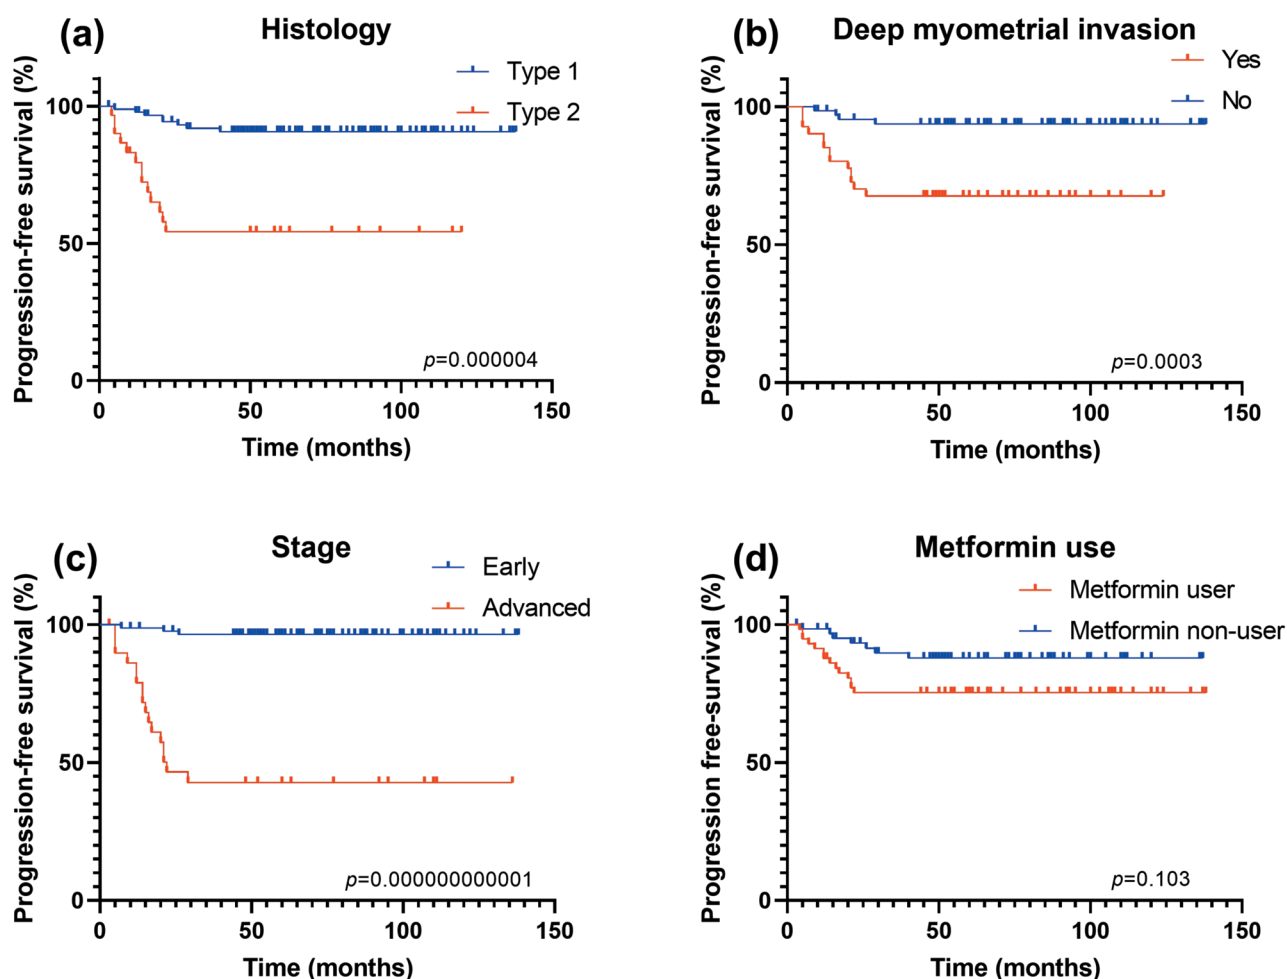 (a)
Histology
Type 1
Type 2
Progression-free survival (%)
100
50
0
p=0.000004
0 50 100 150
Time (months)
(b)
Deep myometrial invasion
Yes
No
Progression-free survival (%)
100
50
0
p=0.0003
0 50 100 150
Time (months)
(c)
Stage
Early
Advanced
Progression-free survival (%)
100
50
0
p=0.000000000001
0 50 100 150
Time (months)
(d)
Metformin use
Metformin user
Metformin non-user
Progression free-survival (%)
100
50
0
p=0.103
0 50 100 150
Time (months)